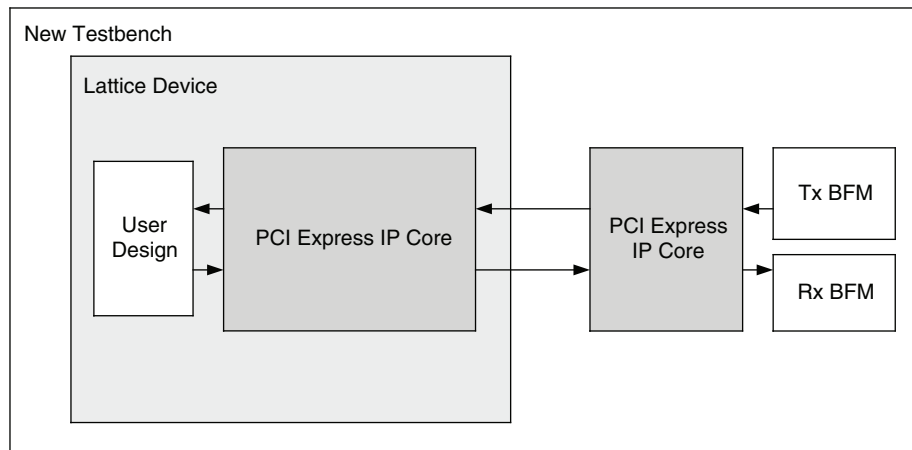 New Testbench
Lattice Device
User
Design
PCI Express IP Core
PCI Express
IP Core
Tx BFM
Rx BFM